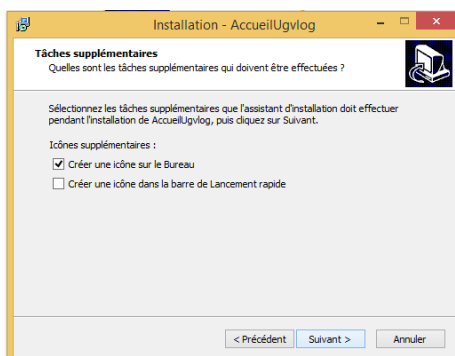 Installation - AccueilUgvlog
Tâches supplémentaires
Quelles sont les tâches supplémentaires qui doivent être effectuées ?
Sélectionnez les tâches supplémentaires que l'assistant d'installation doit effectuer
pendant l'installation de AccueilUgvlog, puis cliquez sur Suivant.
Icônes supplémentaires :
Créer une icône sur le Bureau
Créer une icône dans la barre de Lancement rapide
< Précédent
Suivant >
Annuler